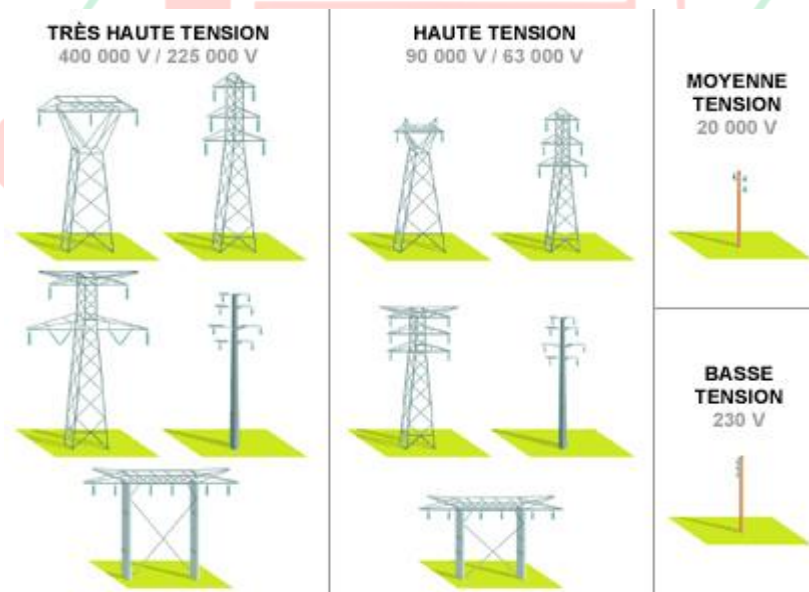 TRÈS HAUTE TENSION
400 000 V / 225 000 V
HAUTE TENSION
90 000 V / 63 000 V
MOYENNE
TENSION
20 000 V
BASSE
TENSION
230 V